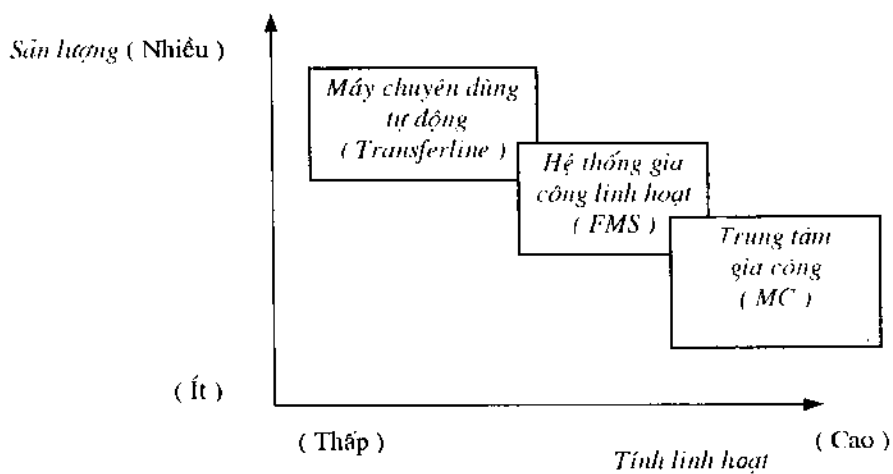 Sản lượng ( Nhiều )
Máy chuyên dùng
tự động
( Transferline )
Hệ thống gia
công linh hoạt
( FMS )
Trung tâm
gia công
( MC )
( Ít )
( Thấp )
( Cao )
Tính linh hoạt